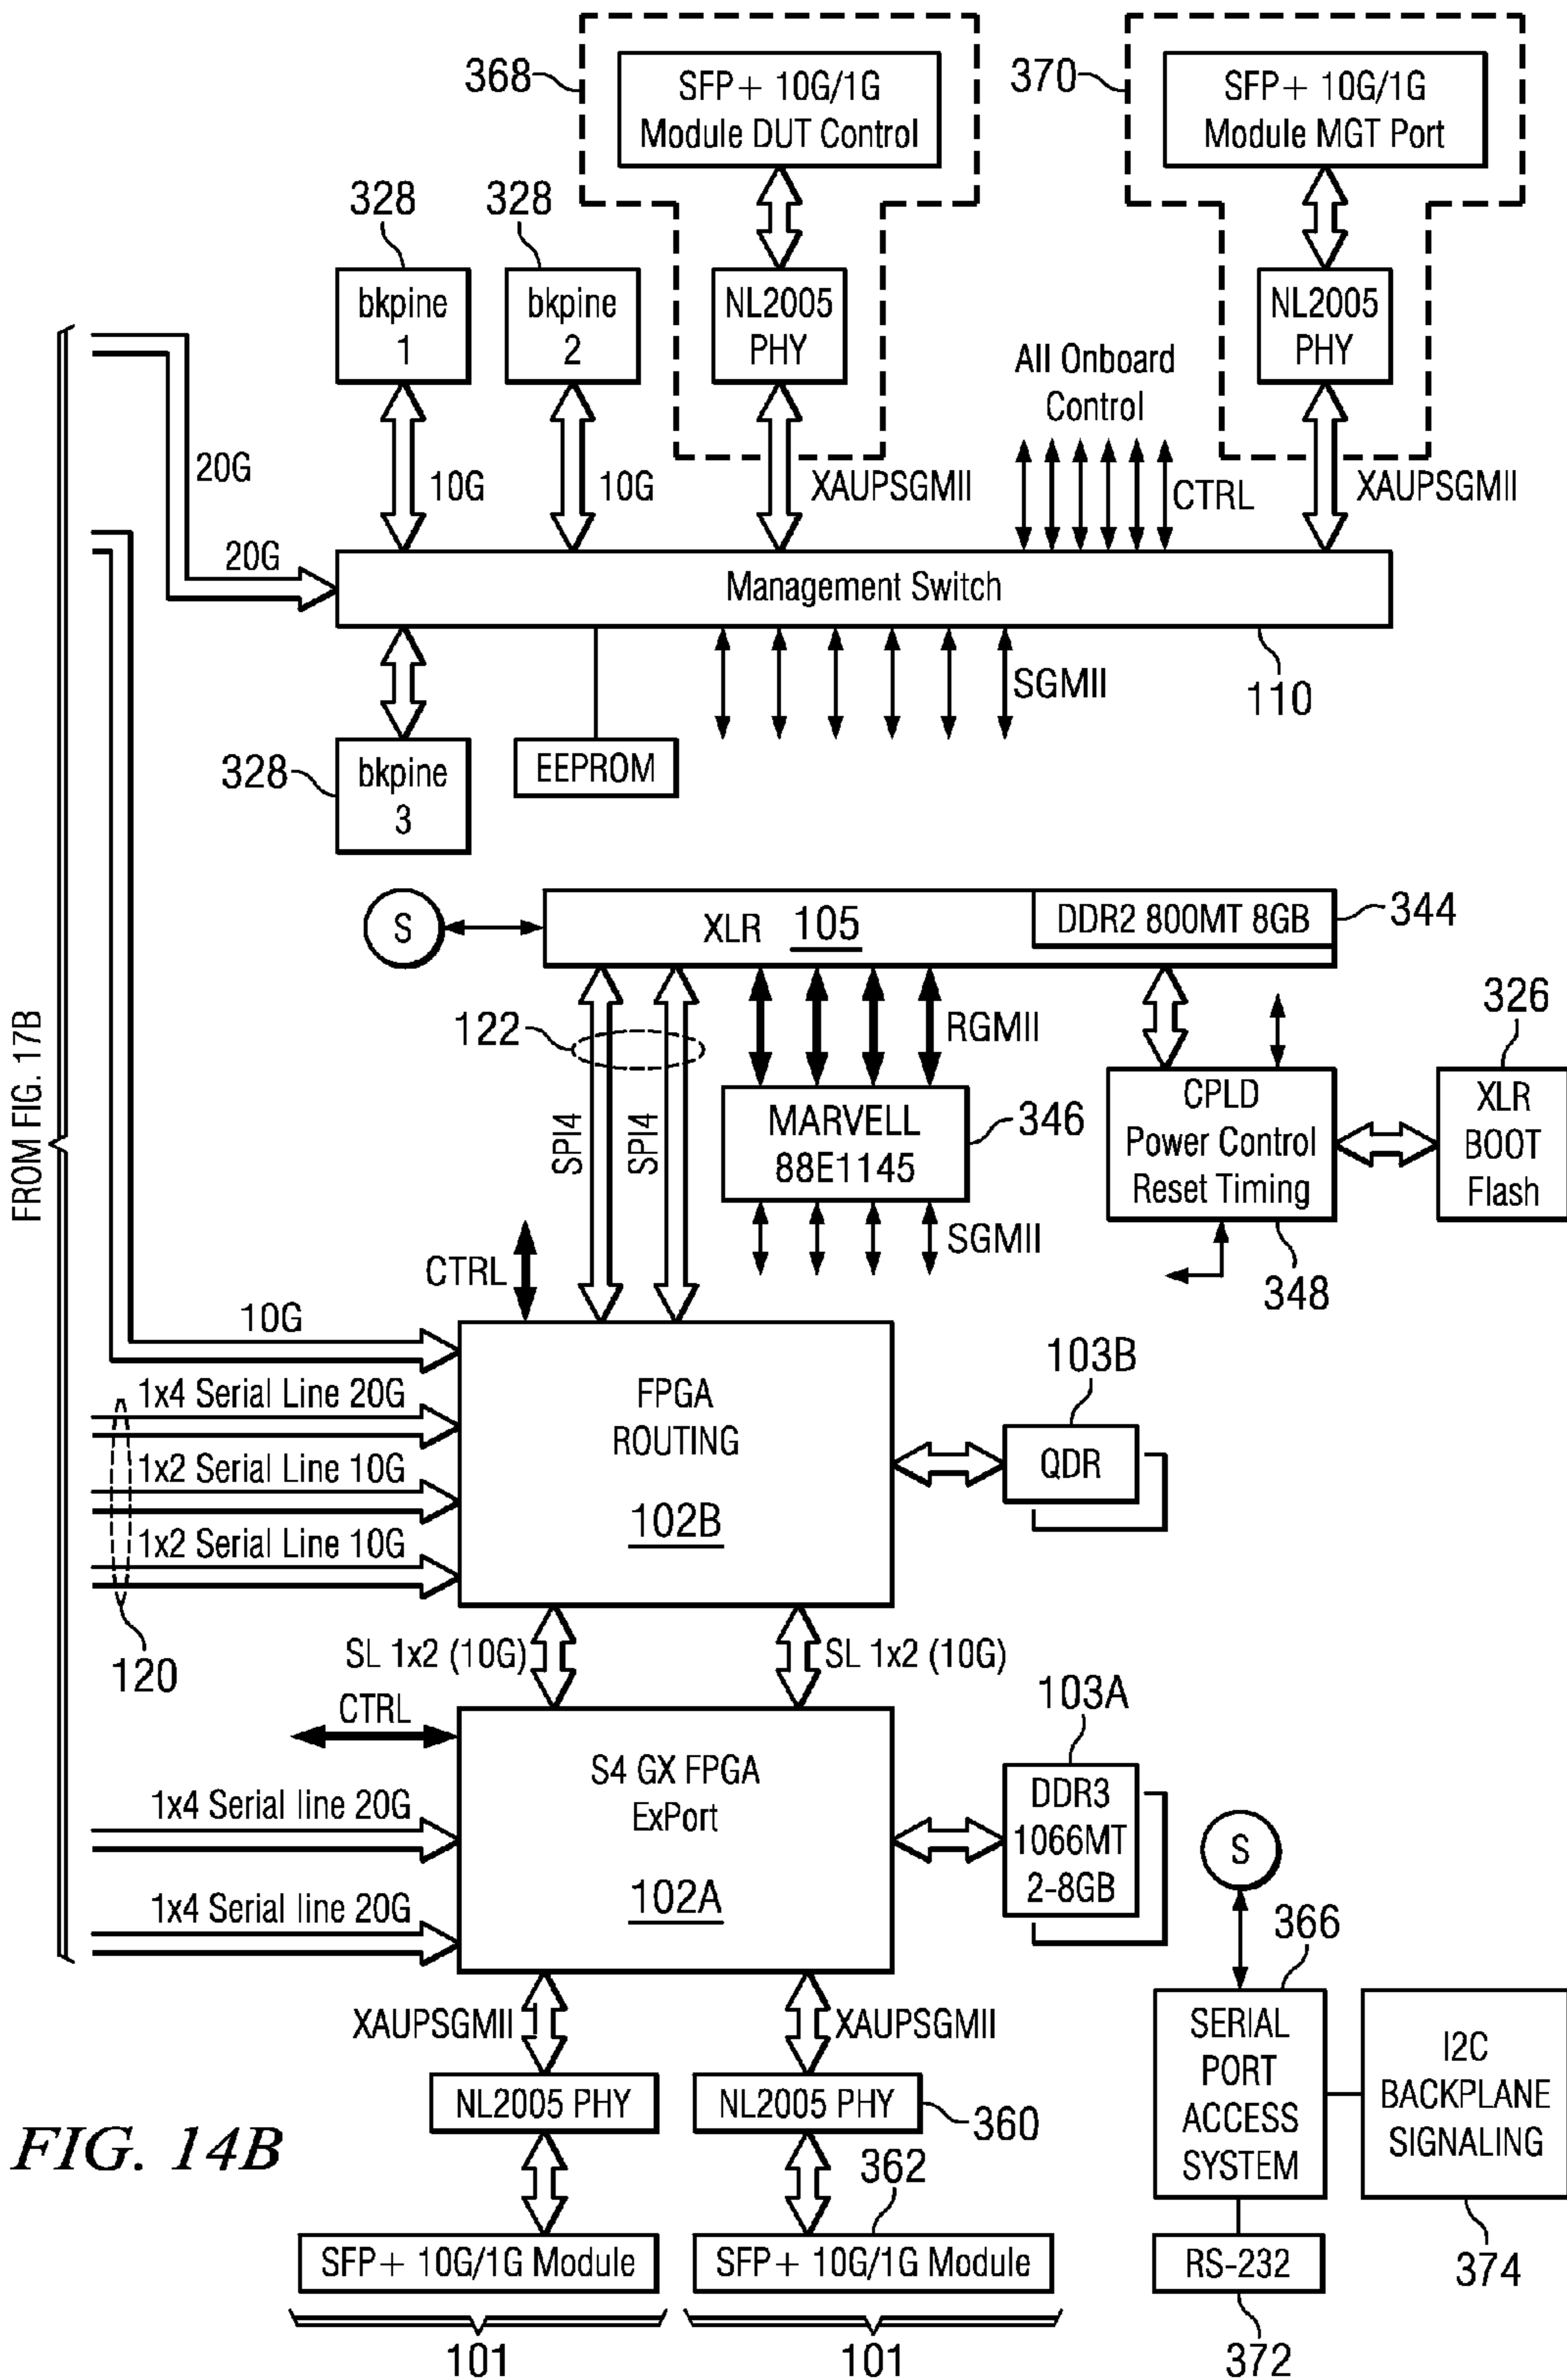 368
SFP+ 10G/1G
Module DUT Control
370
SFP+ 10G/1G
Module MGT Port
328
328
bkpine
1
bkpine
2
NL2005
PHY
NL2005
PHY
All Onboard
Control
20G
10G
10G
XAUPSGMII
CTRL
XAUPSGMII
20G
Management Switch
SGMII
110
328
bkpine
3
EEPROM
S
XLR 105
DDR2 800MT 8GB
344
FROM FIG. 17B
122
RGMII
326
SPI4
SPI4
MARVELL
88E1145
346
CPLD
Power Control
Reset Timing
XLR
BOOT
Flash
CTRL
SGMII
348
10G
1x4 Serial Line 20G
1x2 Serial Line 10G
1x2 Serial Line 10G
120
FPGA
ROUTING
102B
103B
QDR
SL 1x2 (10G)
SL 1x2 (10G)
CTRL
103A
S4 GX FPGA
ExPort
102A
DDR3
1066MT
2-8GB
1x4 Serial line 20G
1x4 Serial line 20G
S
366
XAUPSGMII
XAUPSGMII
SERIAL
PORT
ACCESS
SYSTEM
I2C
BACKPLANE
SIGNALING
NL2005 PHY
NL2005 PHY
360
FIG. 14B
362
SFP+ 10G/1G Module
SFP+ 10G/1G Module
RS-232
374
101
101
372